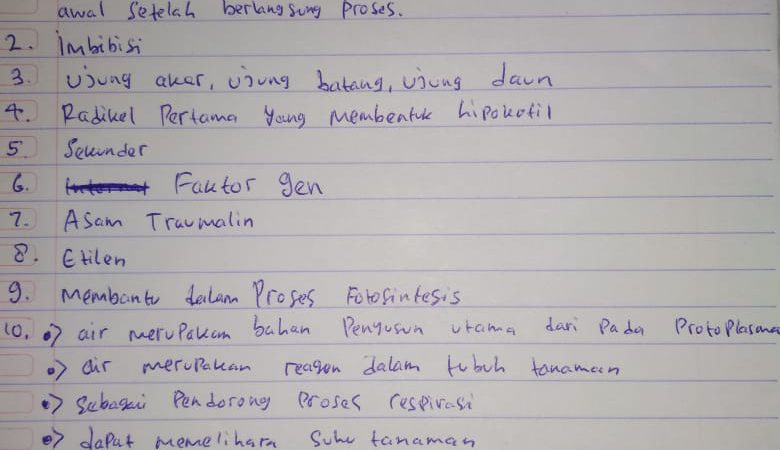 awal setelah berlangsung proses.
2. Imbibisi
3. Ujung akar, ujung batang, ujung daun
4. Radikel Pertama yang membentuk hipokotil
5. Sekunder
6. Faktor gen
7. Asam Traumalin
8. Etilen
9. membantu dalam Proses Fotosintesis
10. •> air merupakan bahan Penyusun utama dari Pada Protoplasma
•> air merupakan reagen dalam tubuh tanaman
•> sebagai Pendorong Proses respirasi
•> dapat memelihara suhu tanaman